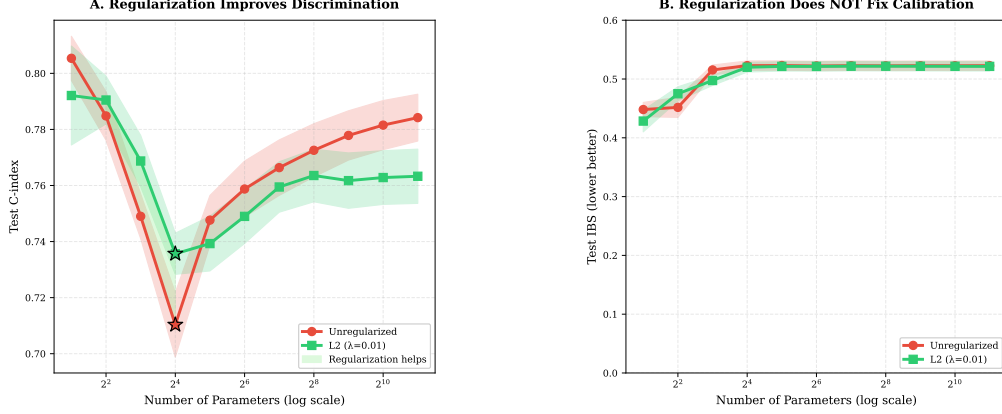 A. Regularization Improves Discrimination
Test C-index
0.80
0.78
0.76
0.74
0.72
0.70
2²
2⁴
2⁶
2⁸
2¹⁰
Number of Parameters (log scale)
Unregularized
L2 (λ=0.01)
Regularization helps
B. Regularization Does NOT Fix Calibration
Test IBS (lower better)
0.6
0.5
0.4
0.3
0.2
0.1
0.0
2²
2⁴
2⁶
2⁸
2¹⁰
Number of Parameters (log scale)
Unregularized
L2 (λ=0.01)